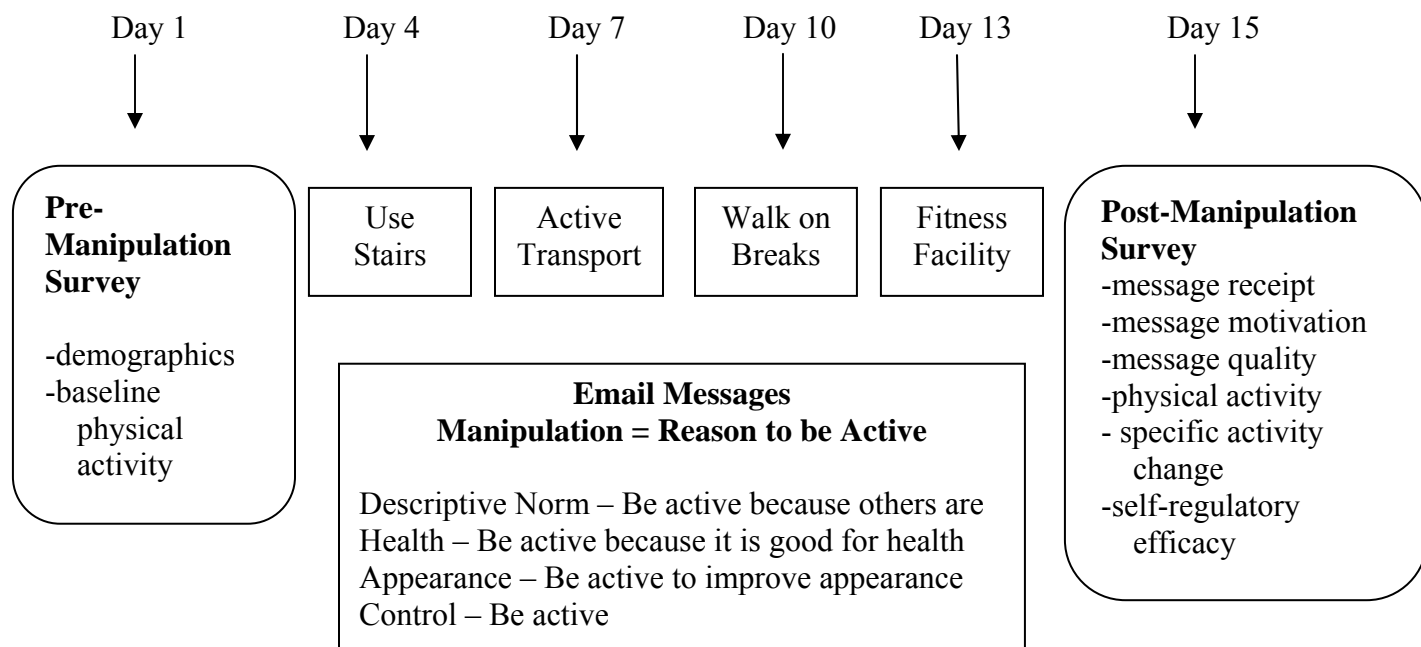 Day 1
Day 4
Day 7
Day 10
Day 13
Day 15
Pre-
Manipulation
Survey
-demographics
-baseline
physical
activity
Use
Stairs
Active
Transport
Walk on
Breaks
Fitness
Facility
Post-Manipulation
Survey
-message receipt
-message motivation
-message quality
-physical activity
- specific activity
change
-self-regulatory
efficacy
Email Messages
Manipulation = Reason to be Active
Descriptive Norm – Be active because others are
Health – Be active because it is good for health
Appearance – Be active to improve appearance
Control – Be active